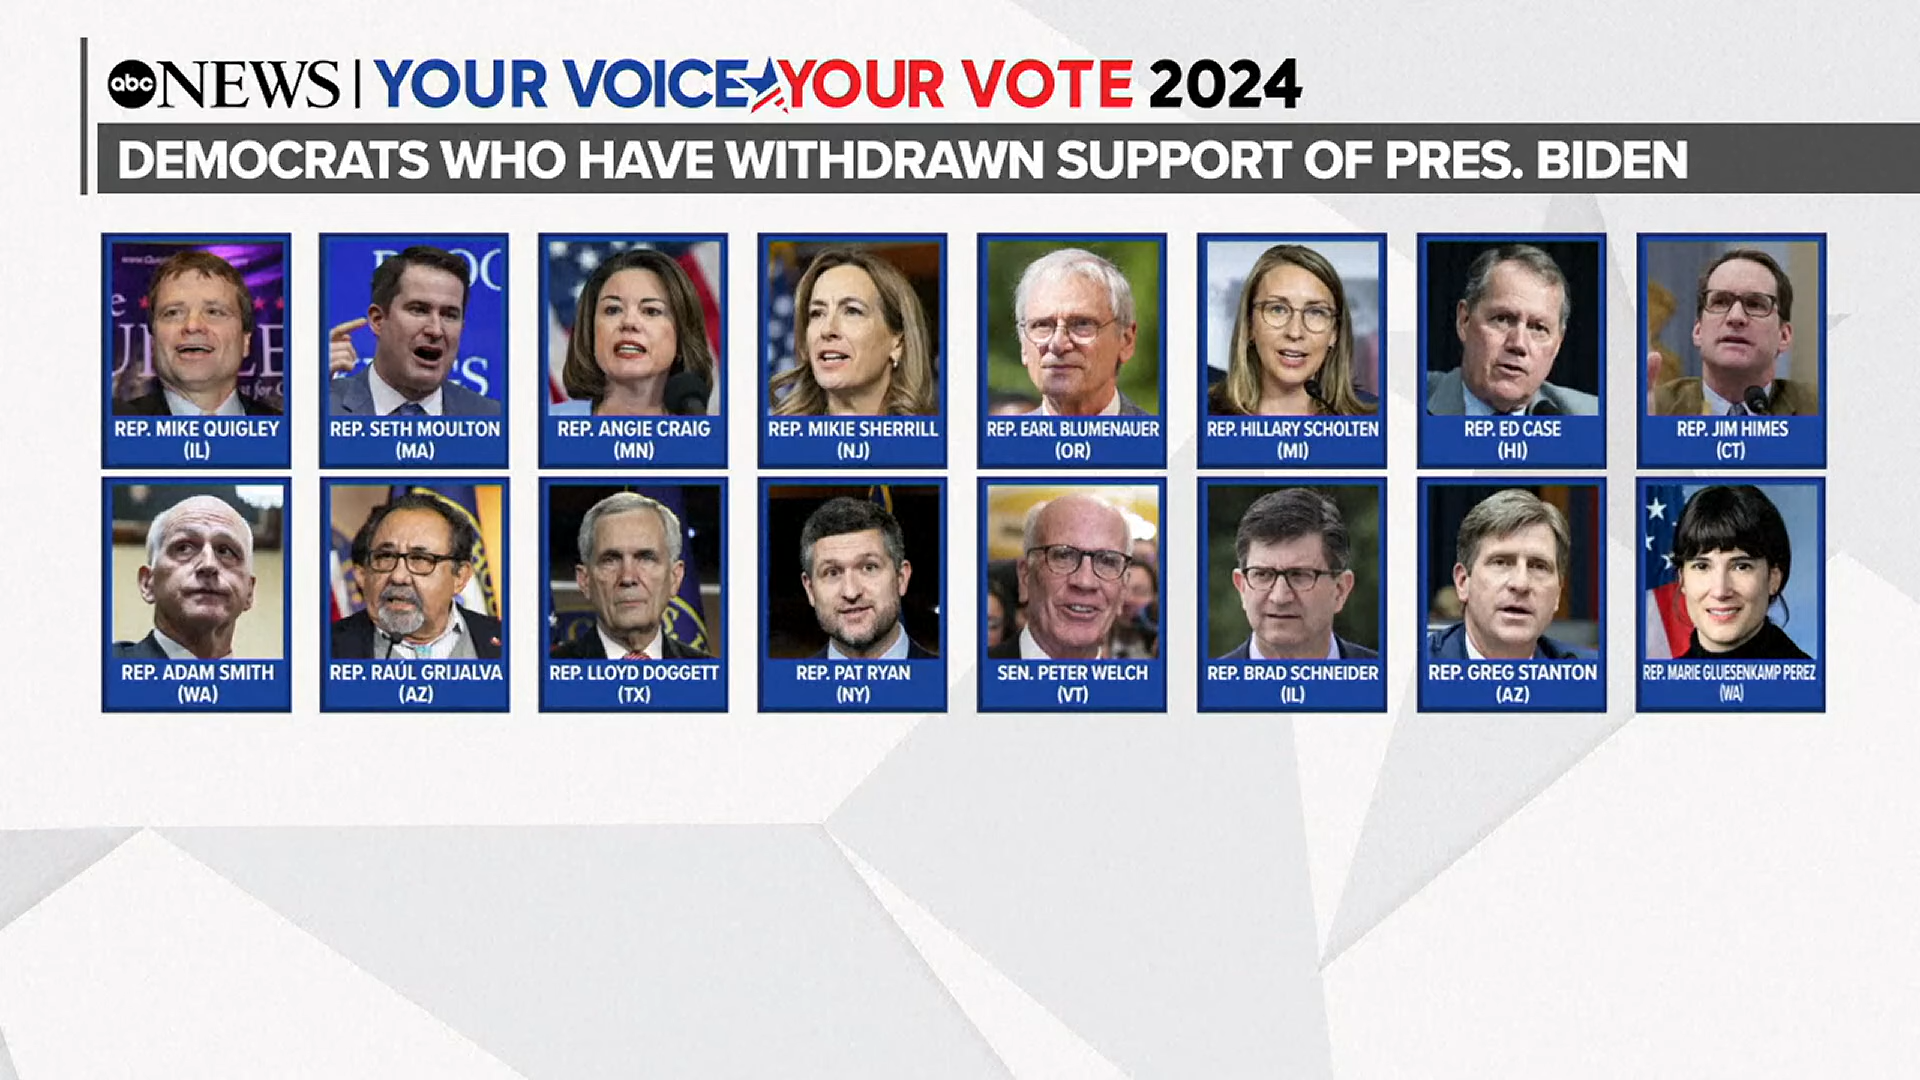 abc NEWS | YOUR VOICE YOUR VOTE 2024
DEMOCRATS WHO HAVE WITHDRAWN SUPPORT OF PRES. BIDEN
REP. MIKE QUIGLEY
(IL)
REP. SETH MOULTON
(MA)
REP. ANGIE CRAIG
(MN)
REP. MIKIE SHERRILL
(NJ)
REP. EARL BLUMENAUER
(OR)
REP. HILLARY SCHOLTEN
(MI)
REP. ED CASE
(HI)
REP. JIM HIMES
(CT)
REP. ADAM SMITH
(WA)
REP. RAÚL GRIJALVA
(AZ)
REP. LLOYD DOGGETT
(TX)
REP. PAT RYAN
(NY)
SEN. PETER WELCH
(VT)
REP. BRAD SCHNEIDER
(IL)
REP. GREG STANTON
(AZ)
REP. MARIE GLUESENKAMP PEREZ
(WA)